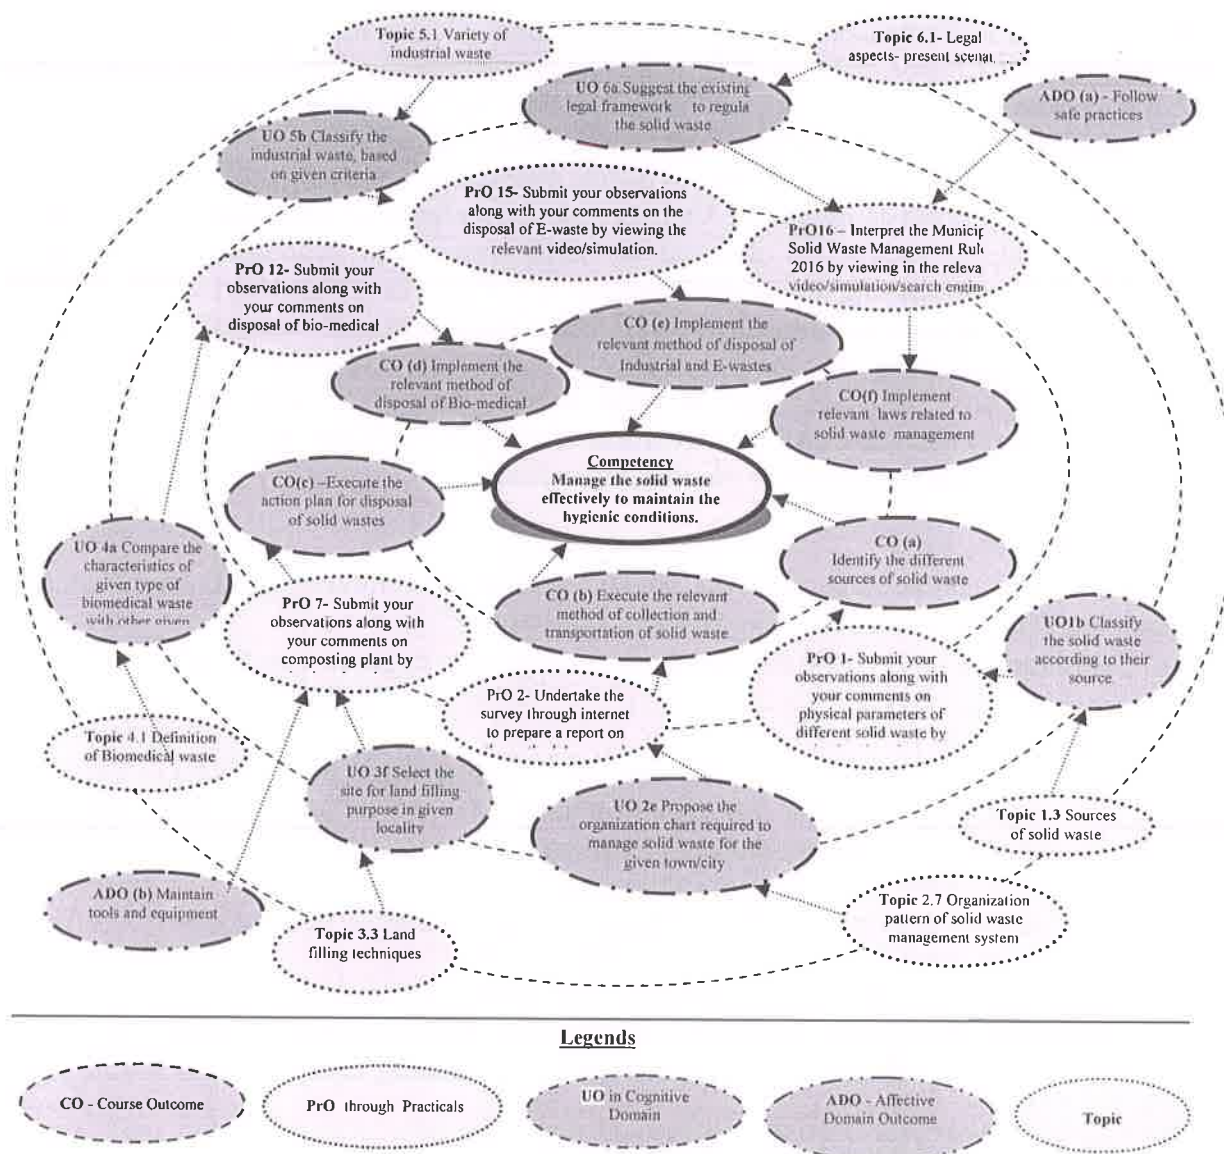 Topic 5.1 Variety of
industrial waste
Topic 6.1- Legal
aspects- present
UO 6a Suggest the existing
legal framework to
the solid waste
ADO (a) - Follow
safe practices
UO 5b Classify the
industrial waste, based
on given criteria
PrO 15- Submit your observations
along with your comments on the
disposal of E-waste by viewing the
relevant video/simulation.
PrO16 – Interpret the
Solid Waste Management
2016 by viewing in the
video/simulation/search
PrO 12- Submit your
observations along with
your comments on
disposal of bio-medical
CO (e) Implement the
relevant method of disposal of
Industrial and E-wastes
CO (d) Implement the
relevant method of
disposal of Bio-medical
CO(f) Implement
relevant laws related to
solid waste management
Competency
Manage the solid waste
effectively to maintain the
hygienic conditions.
CO(c) –Execute the
action plan for disposal
of solid wastes
CO (a)
Identify the different
sources of solid waste
UO 4a Compare the
characteristics of
given type of
biomedical waste
with other given
CO (b) Execute the relevant
method of collection and
transportation of solid waste
PrO 7- Submit your
observations along with
your comments on
composting plant by
UO1b Classify
the solid waste
according to their
source
PrO 1- Submit your
observations along with
your comments on
physical parameters of
different solid waste by
PrO 2- Undertake the
survey through internet
to prepare a report on
Topic 4.1 Definition
of Biomedical waste
UO 3f Select the
site for land filling
purpose in given
locality
UO 2e Propose the
organization chart required to
manage solid waste for the
given town/city
Topic 1.3 Sources
of solid waste
ADO (b) Maintain
tools and equipment
Topic 3.3 Land
filling techniques
Topic 2.7 Organization
pattern of solid waste
management system
Legends
CO - Course Outcome
PrO through Practicals
UO in Cognitive
Domain
ADO - Affective
Domain Outcome
Topic